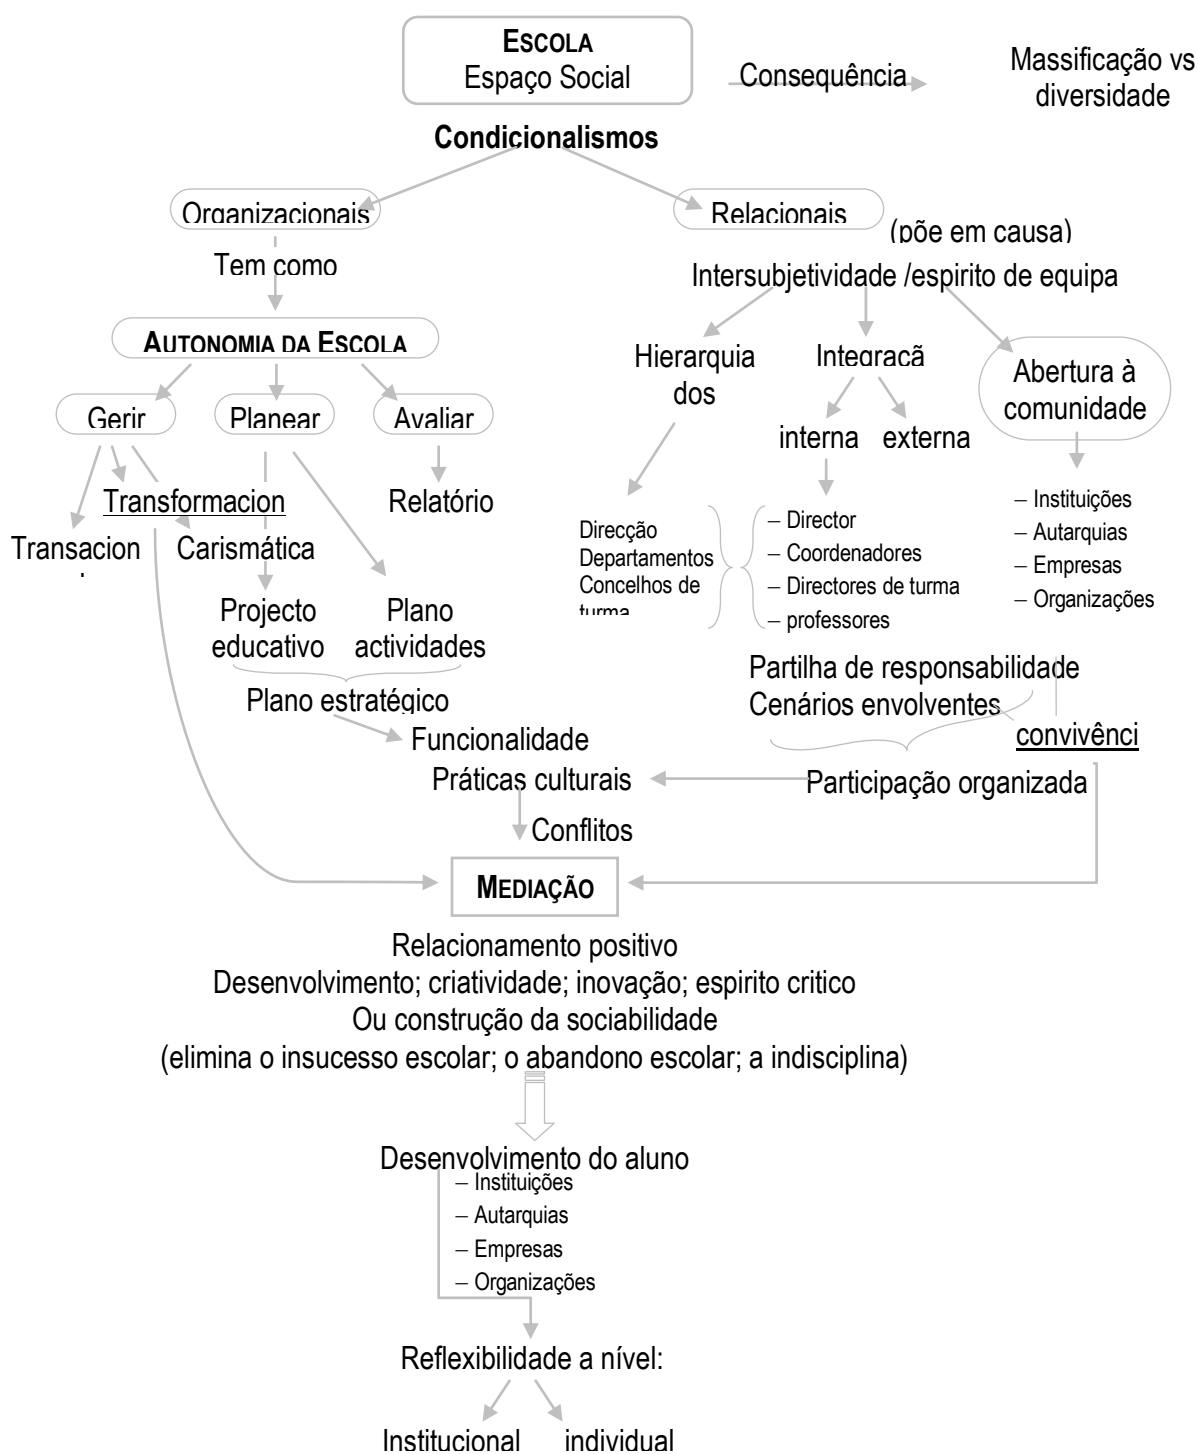 ESCOLA
Espaço Social
Consequência
Massificação vs
diversidade
Condicionalismos
Organizacionais
Relacionais
(põe em causa)
Tem como
Intersubjetividade /espirito de equipa
AUTONOMIA DA ESCOLA
Hierarquia
dos
Integraçã
Abertura à
comunidade
Gerir
Planear
Avaliar
interna
externa
Transformacion
Relatório
Transacion
Carismática
Direcção
Departamentos
Concelhos de
turma
– Director
– Coordenadores
– Directores de turma
– professores
– Instituições
– Autarquias
– Empresas
– Organizações
Projecto
educativo
Plano
actividades
Plano estratégico
Partilha de responsabilidade
Cenários envolventes
convivênci
Funcionalidade
Práticas culturais
Participação organizada
Conflitos
MEDIAÇÃO
Relacionamento positivo
Desenvolvimento; criatividade; inovação; espirito critico
Ou construção da sociabilidade
(elimina o insucesso escolar; o abandono escolar; a indisciplina)
Desenvolvimento do aluno
– Instituições
– Autarquias
– Empresas
– Organizações
Reflexibilidade a nível:
Institucional
individual